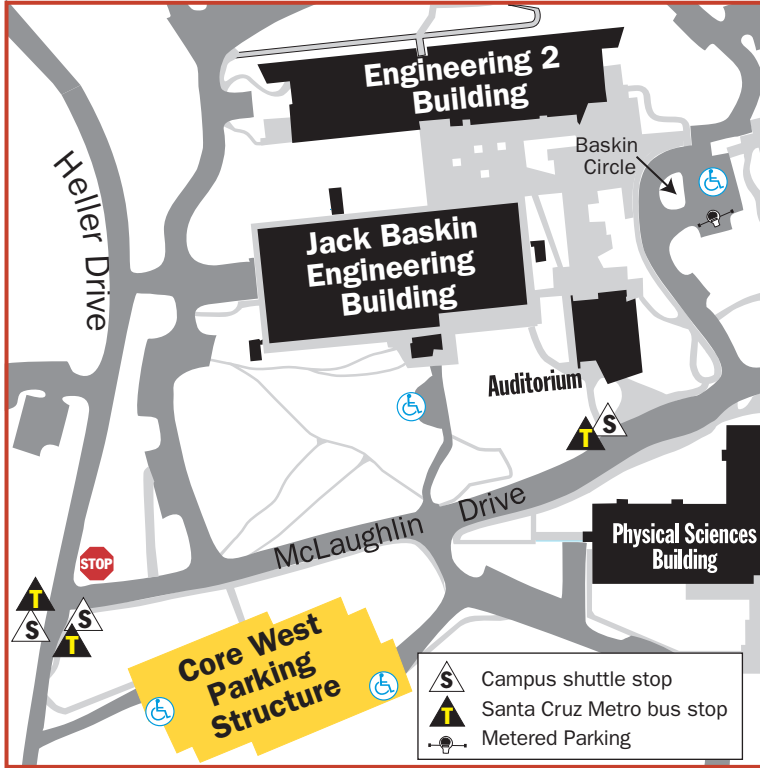 Engineering 2
Building
Baskin
Circle
Heller Drive
Jack Baskin
Engineering
Building
Auditorium
T
S
McLaughlin Drive
Physical Sciences
Building
STOP
T
S
S
T
Core West
Parking
Structure
S Campus shuttle stop
T Santa Cruz Metro bus stop
Metered Parking